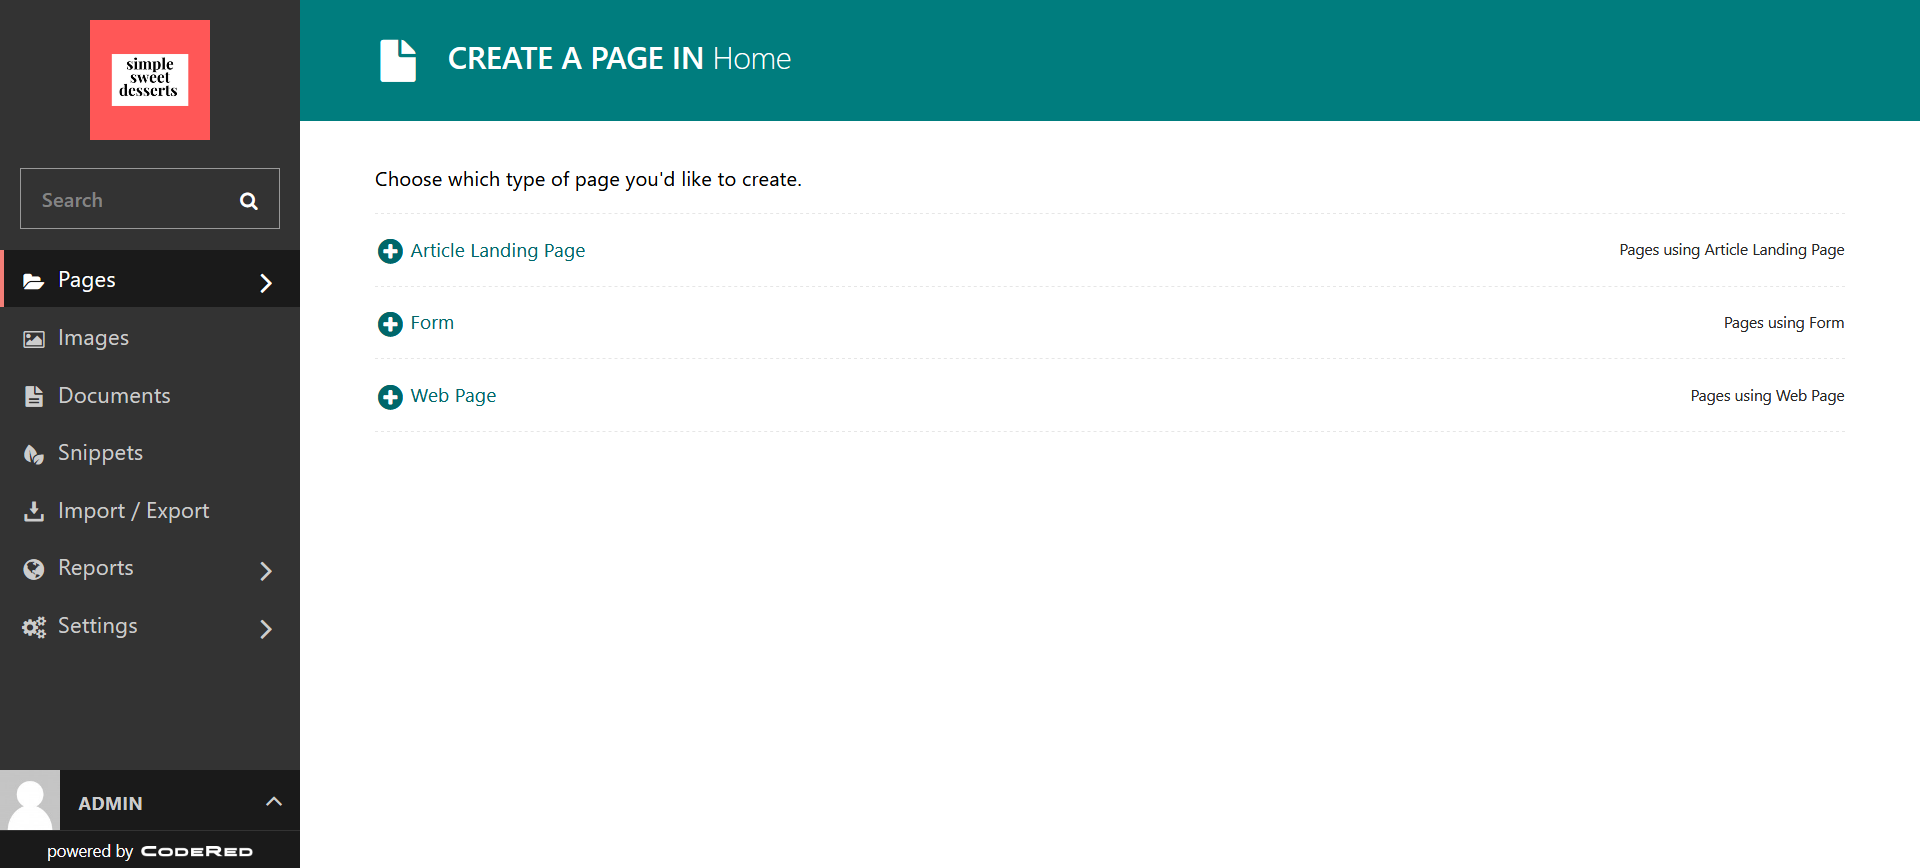 simple
sweet
desserts
Search
Pages
Images
Documents
Snippets
Import / Export
Reports
Settings
ADMIN
powered by CODERED
CREATE A PAGE IN Home
Choose which type of page you'd like to create.
Article Landing Page Pages using Article Landing Page
Form Pages using Form
Web Page Pages using Web Page